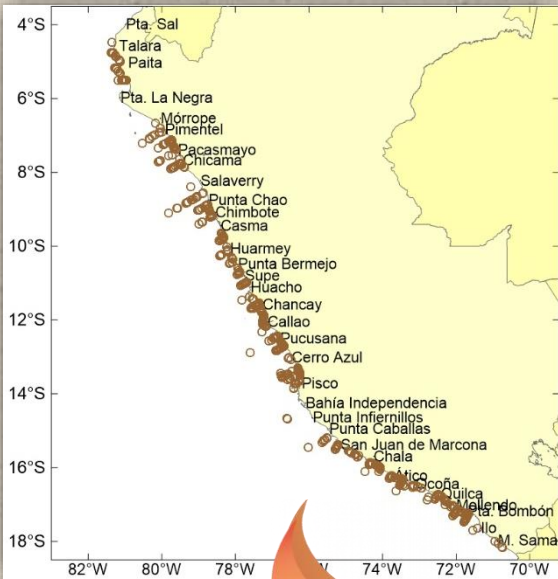 4°S
Pta. Sal
Talara
Paita
6°S
Pta. La Negra
Mórrope
Pimentel
Pacasmayo
8°S
Chicama
Salaverry
Punta Chao
Chimbote
Casma
10°S
Huarmey
Punta Bermejo
Supe
Huacho
Chancay
12°S
Callao
Pucusana
Cerro Azul
Pisco
14°S
Bahía Independencia
Punta Infiernillos
Punta Caballas
San Juan de Marcona
Chala
16°S
Ático
Ocoña
Quilca
Mollendo
Pta. Bombón
Ilo
18°S
M. Sama
82°W 80°W 78°W 76°W 74°W 72°W 70°W